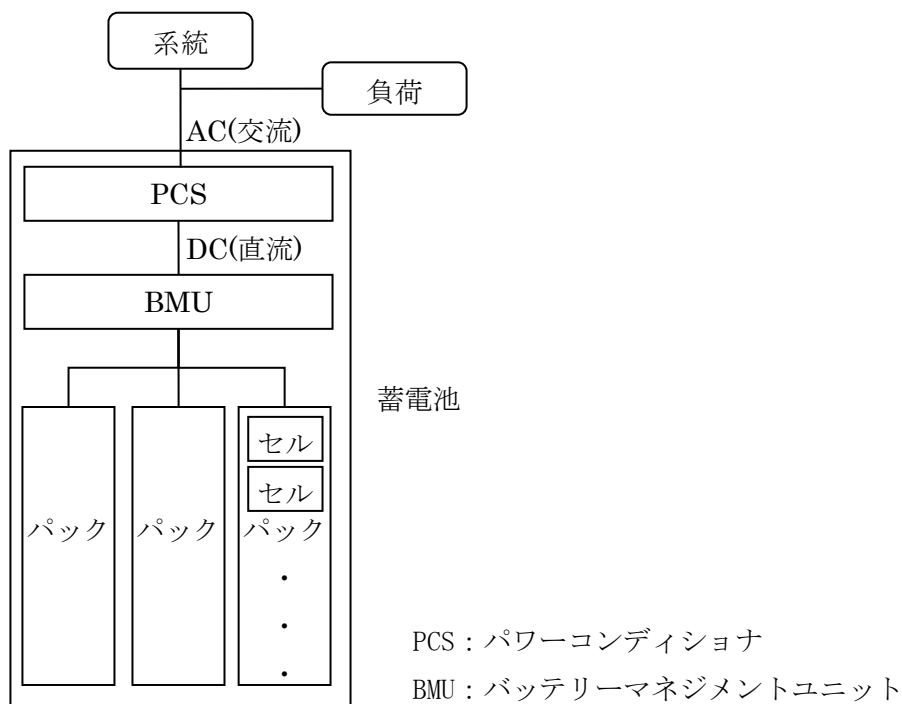 系統
負荷
AC(交流)
PCS
DC(直流)
BMU
蓄電池
セル
セル
パック パック パック
・
・
・
PCS：パワーコンディショナ
BMU：バッテリーマネジメントユニット